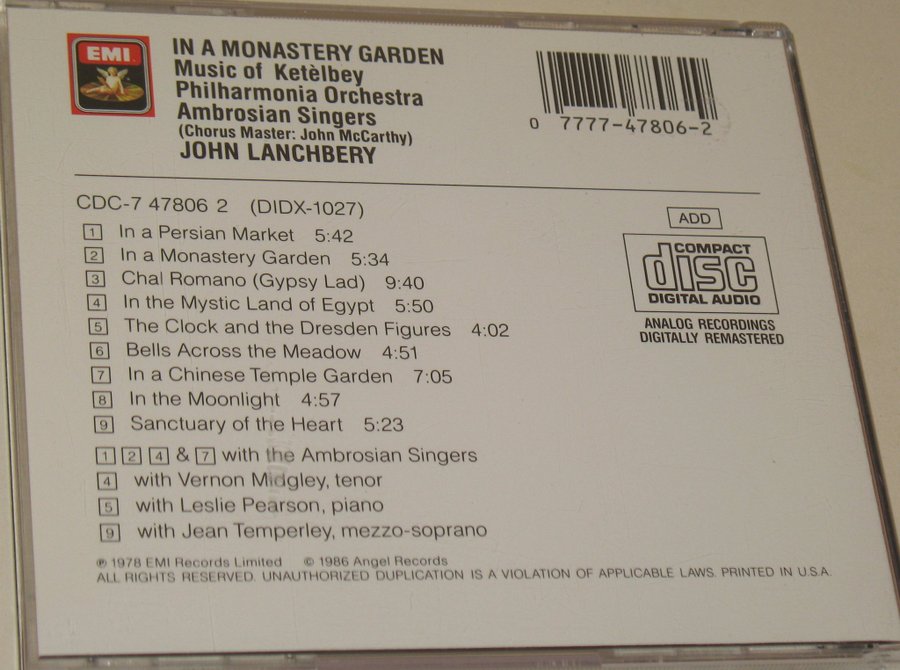 EMI
IN A MONASTERY GARDEN
Music of Ketèlbey
Philharmonia Orchestra
Ambrosian Singers
(Chorus Master: John McCarthy)
JOHN LANCHBERY
0 7777-47806-2
CDC-7 47806 2 (DIDX-1027)
1 In a Persian Market 5:42
2 In a Monastery Garden 5:34
3 Chal Romano (Gypsy Lad) 9:40
4 In the Mystic Land of Egypt 5:50
5 The Clock and the Dresden Figures 4:02
6 Bells Across the Meadow 4:51
7 In a Chinese Temple Garden 7:05
8 In the Moonlight 4:57
9 Sanctuary of the Heart 5:23
1 2 4 & 7 with the Ambrosian Singers
4 with Vernon Midgley, tenor
5 with Leslie Pearson, piano
9 with Jean Temperley, mezzo-soprano
ADD
COMPACT
disc
DIGITAL AUDIO
ANALOG RECORDINGS
DIGITALLY REMASTERED
℗ 1978 EMI Records Limited © 1986 Angel Records
ALL RIGHTS RESERVED. UNAUTHORIZED DUPLICATION IS A VIOLATION OF APPLICABLE LAWS. PRINTED IN U.S.A.